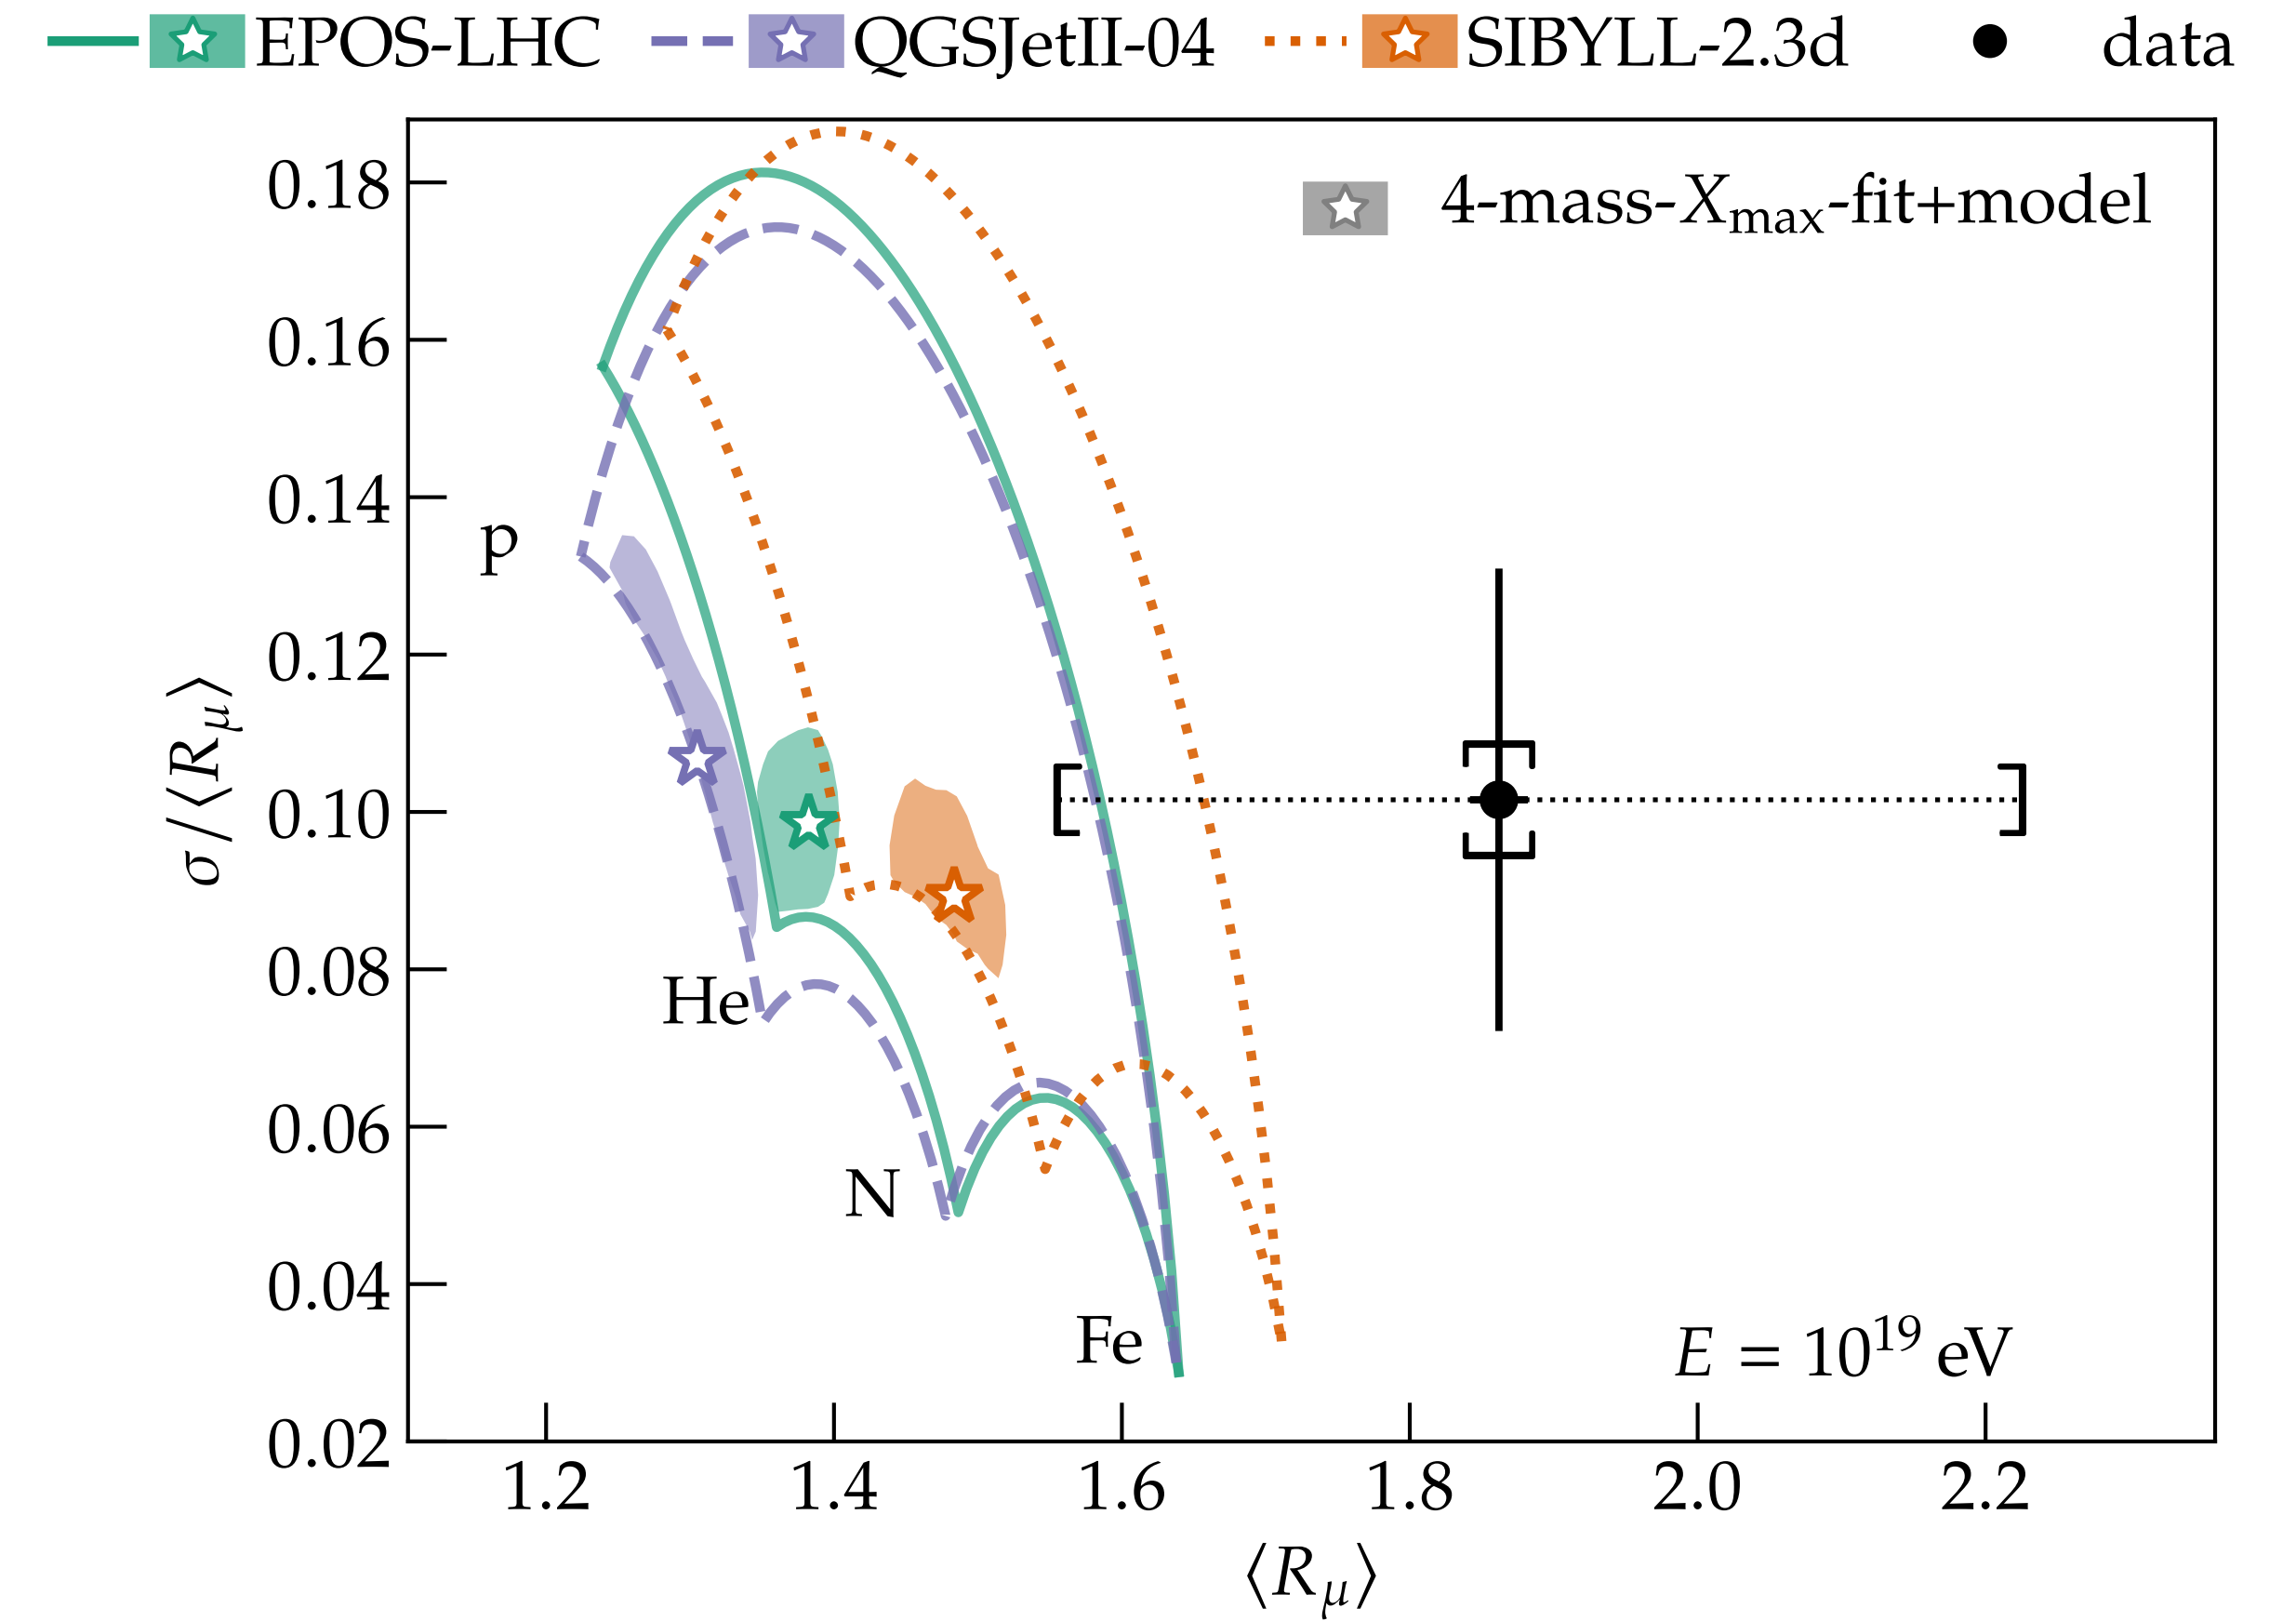 EPOS-LHC QGSJetII-04 SIBYLL-2.3d data
4-mass-Xmax-fit+model
0.18
0.16
0.14
p
0.12
σ/⟨Rμ⟩
0.10
0.08
He
0.06
N
0.04
Fe
E = 10¹⁹ eV
0.02
1.2 1.4 1.6 1.8 2.0 2.2
⟨Rμ⟩